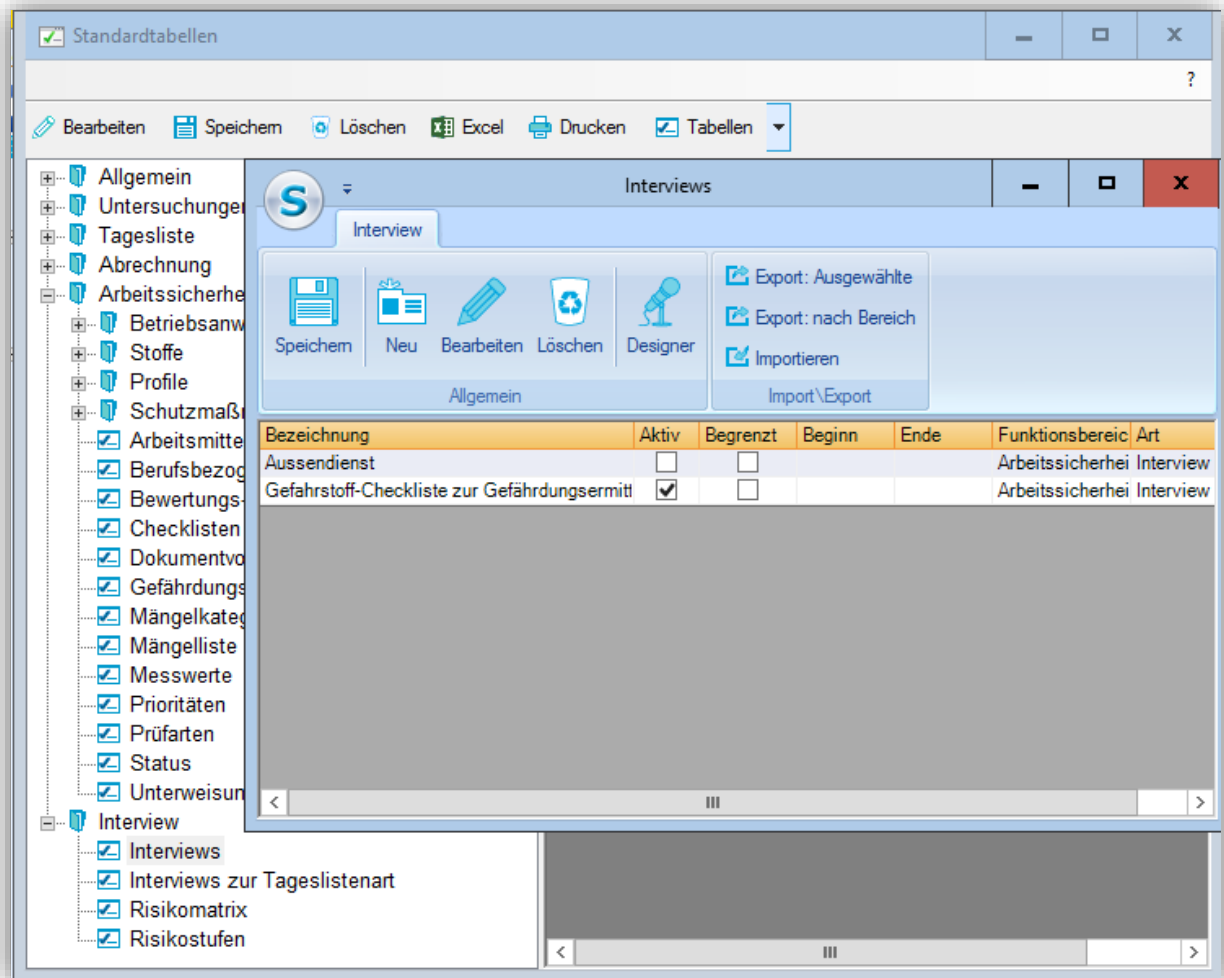 Standardtabellen
?
Bearbeiten Speichern Löschen Excel Drucken Tabellen
Allgemein
Untersuchunge
Tagesliste
Abrechnung
Arbeitssicherhe
Betriebsanw
Stoffe
Profile
Schutzmaß
Arbeitsmitte
Berufsbezog
Bewertungs-
Checklisten
Dokumentvo
Gefährdungs
Mängelkateg
Mängelliste
Messwerte
Prioritäten
Prüfarten
Status
Unterweisun
Interview
Interviews
Interviews zur Tageslistenart
Risikomatrix
Risikostufen
S
Interviews
Interview
Speichern Neu Bearbeiten Löschen Designer
Allgemein
Export: Ausgewählte
Export: nach Bereich
Importieren
Import\Export
Bezeichnung Aktiv Begrenzt Beginn Ende Funktionsbereic Art
Aussendienst Arbeitssicherhei Interview
Gefahrstoff-Checkliste zur Gefährdungsermitt Arbeitssicherhei Interview